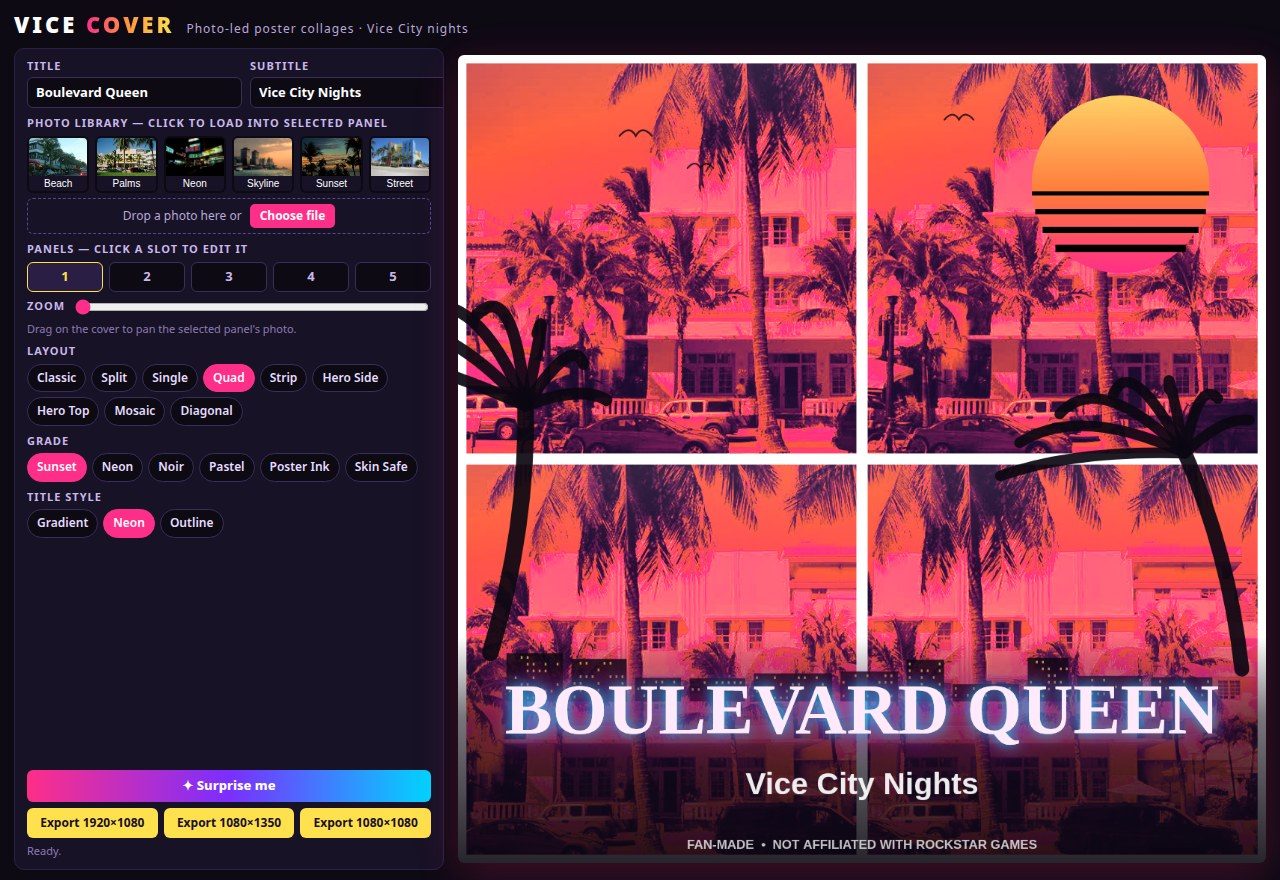 VICE COVER Photo-led poster collages · Vice City nights
TITLE SUBTITLE
Boulevard Queen Vice City Nights
PHOTO LIBRARY — CLICK TO LOAD INTO SELECTED PANEL
Beach Palms Neon Skyline Sunset Street
Drop a photo here or Choose file
PANELS — CLICK A SLOT TO EDIT IT
1 2 3 4 5
ZOOM
Drag on the cover to pan the selected panel's photo.
LAYOUT
Classic Split Single Quad Strip Hero Side
Hero Top Mosaic Diagonal
GRADE
Sunset Neon Noir Pastel Poster Ink Skin Safe
TITLE STYLE
Gradient Neon Outline
✦ Surprise me
Export 1920×1080 Export 1080×1350 Export 1080×1080
Ready.
BOULEVARD QUEEN
Vice City Nights
FAN-MADE • NOT AFFILIATED WITH ROCKSTAR GAMES